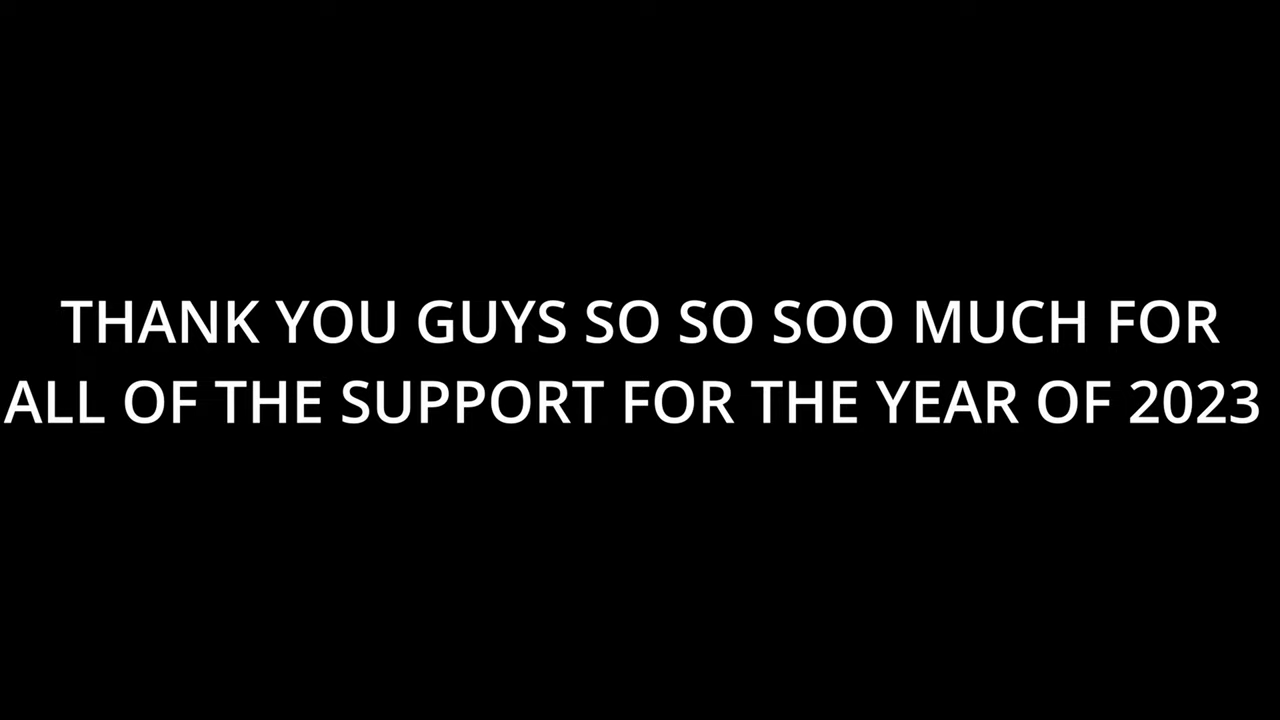 THANK YOU GUYS SO SO SOO MUCH FOR
ALL OF THE SUPPORT FOR THE YEAR OF 2023